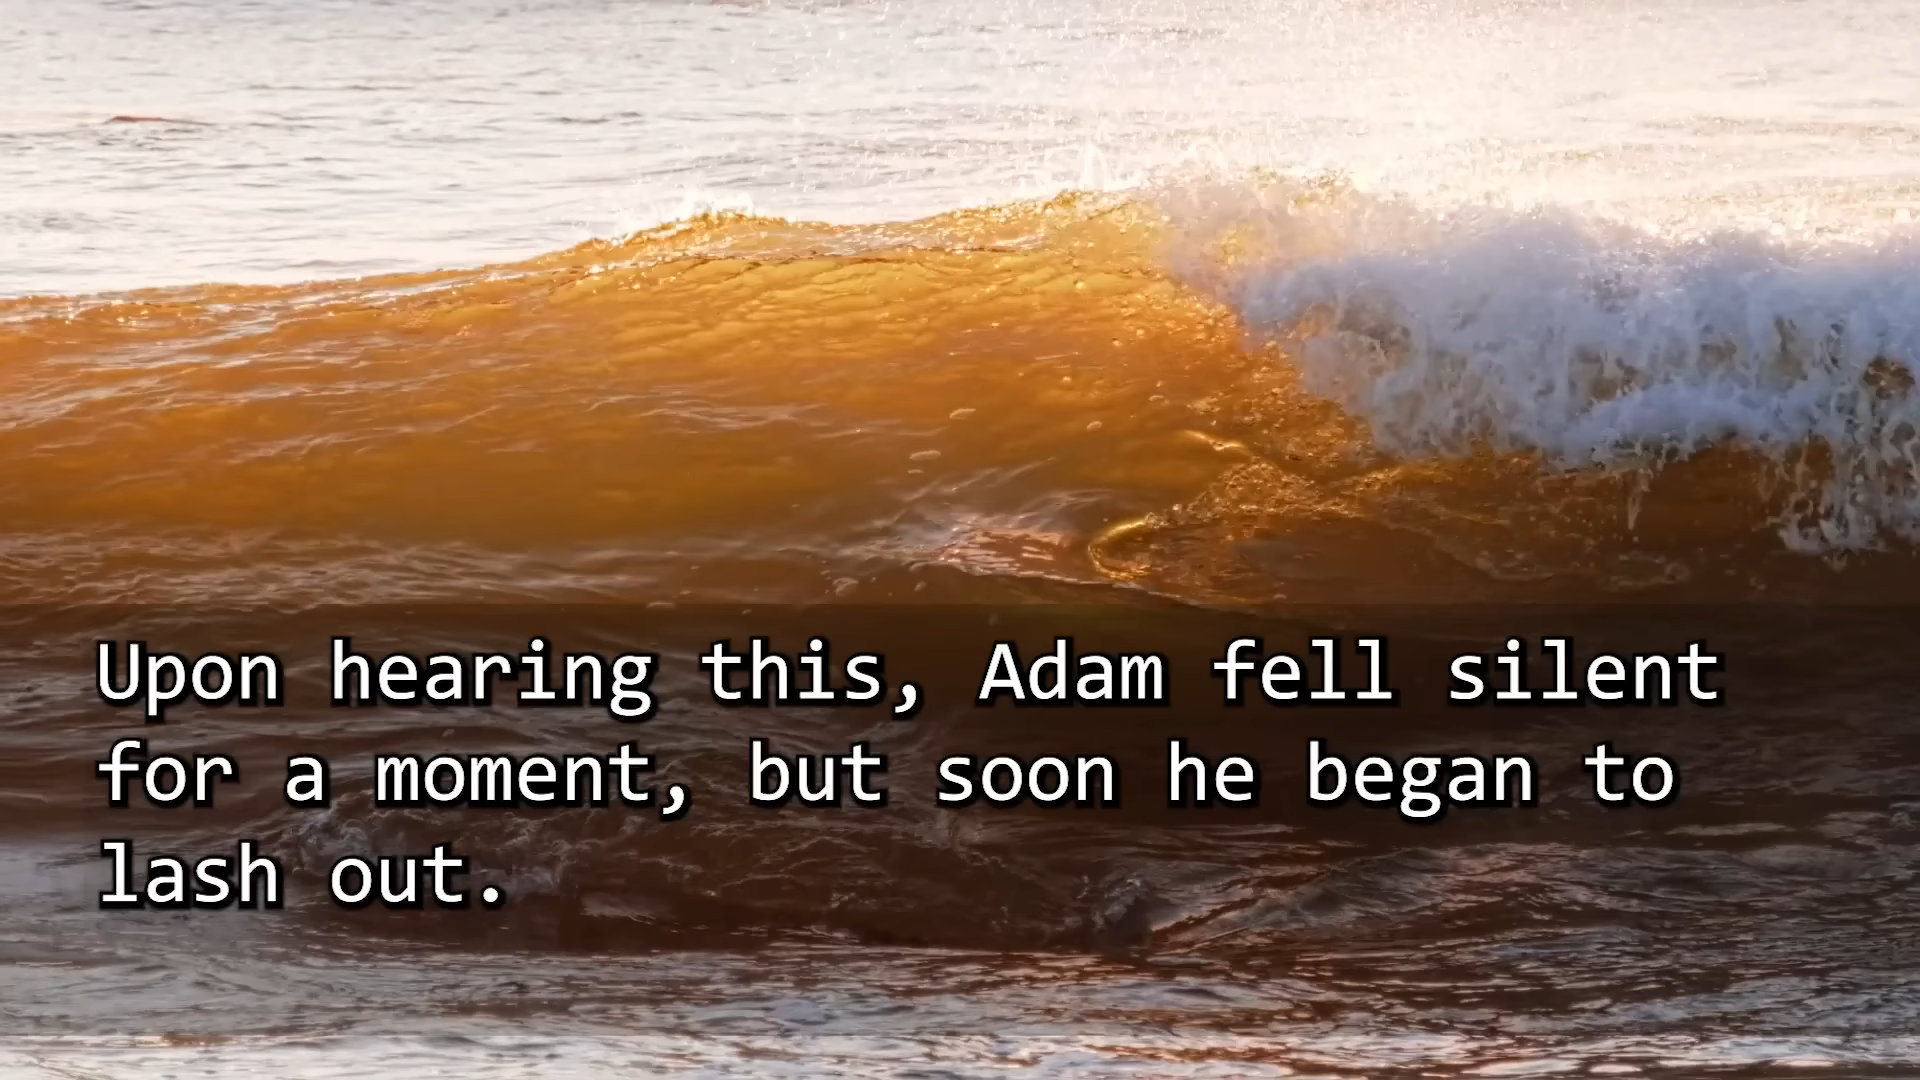 Upon hearing this, Adam fell silent
for a moment, but soon he began to
lash out.